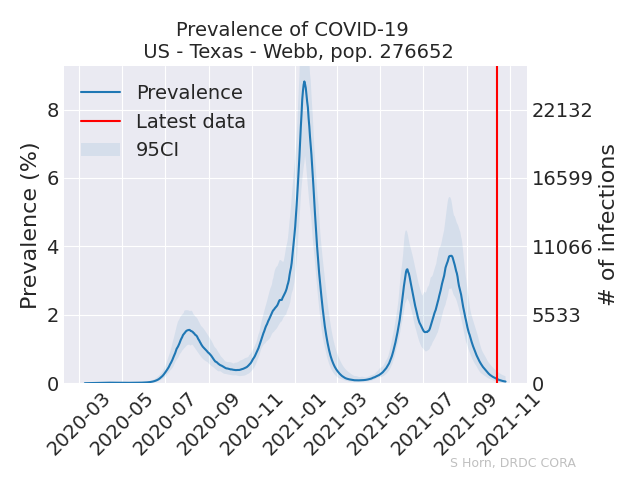 Prevalence of COVID-19
US - Texas - Webb, pop. 276652
Prevalence (%)
8
6
4
2
0
Prevalence
Latest data
95CI
22132
16599
11066
5533
0
# of infections
2020-03
2020-05
2020-07
2020-09
2020-11
2021-01
2021-03
2021-05
2021-07
2021-09
2021-11
S Horn, DRDC CORA